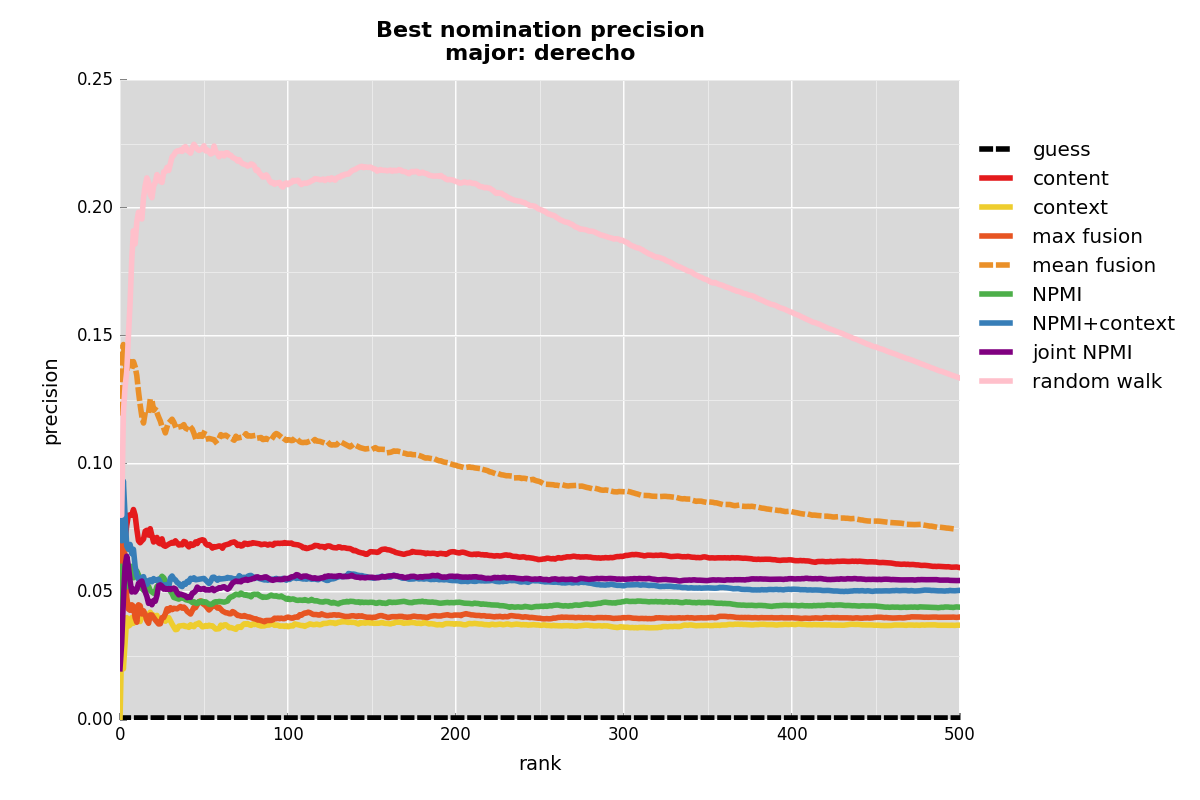 Best nomination precision
major: derecho
0.25
0.20
0.15
0.10
0.05
0.00
precision
0 100 200 300 400 500
rank
guess
content
context
max fusion
mean fusion
NPMI
NPMI+context
joint NPMI
random walk